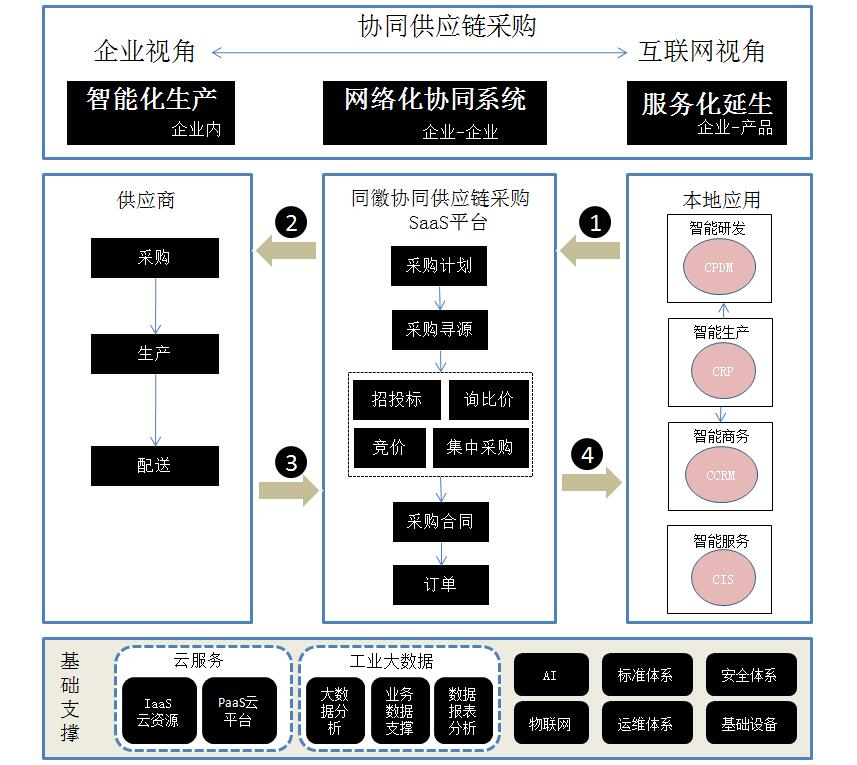 协同供应链采购
企业视角
互联网视角
智能化生产
企业内
网络化协同系统
企业-企业
服务化延生
企业-产品
供应商
采购
生产
配送
2
3
同徽协同供应链采购
SaaS平台
采购计划
采购寻源
招投标
询比价
竞价
集中采购
采购合同
订单
1
4
本地应用
智能研发
CPDM
智能生产
CRP
智能商务
CCRM
智能服务
CIS
基
础
支
撑
云服务
IaaS
云资源
PaaS云
平台
工业大数据
大数
据分
析
业务
数据
支撑
数据
报表
分析
AI
标准体系
安全体系
物联网
运维体系
基础设备